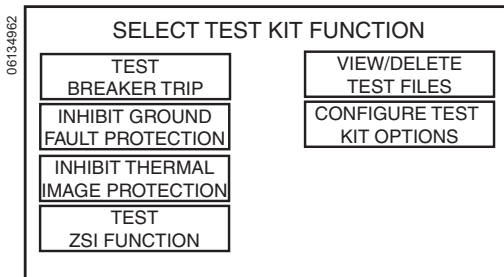 06134962
SELECT TEST KIT FUNCTION
TEST
BREAKER TRIP
INHIBIT GROUND
FAULT PROTECTION
INHIBIT THERMAL
IMAGE PROTECTION
TEST
ZSI FUNCTION
VIEW/DELETE
TEST FILES
CONFIGURE TEST
KIT OPTIONS